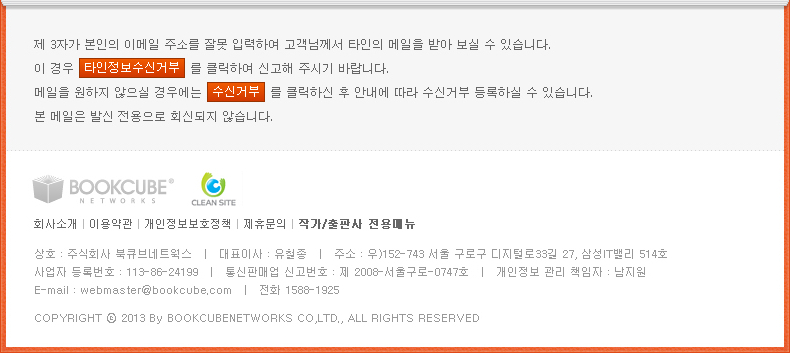 제 3자가 본인의 이메일 주소를 잘못 입력하여 고객님께서 타인의 메일을 받아 보실 수 있습니다.
이 경우 타인정보수신거부 를 클릭하여 신고해 주시기 바랍니다.
메일을 원하지 않으실 경우에는 수신거부 를 클릭하신 후 안내에 따라 수신거부 등록하실 수 있습니다.
본 메일은 발신 전용으로 회신되지 않습니다.
BOOKCUBE®
NETWORKS
CLEAN SITE
회사소개 | 이용약관 | 개인정보보호정책 | 제휴문의 | 작가/출판사 전용메뉴
상호 : 주식회사 북큐브네트웍스 | 대표이사 : 유철종 | 주소 : 우)152-743 서울 구로구 디지털로33길 27, 삼성IT밸리 514호
사업자 등록번호 : 113-86-24199 | 통신판매업 신고번호 : 제 2008-서울구로-0747호 | 개인정보 관리 책임자 : 남지원
E-mail : webmaster@bookcube.com | 전화 1588-1925
COPYRIGHT ⓒ 2013 By BOOKCUBENETWORKS CO,LTD., ALL RIGHTS RESERVED